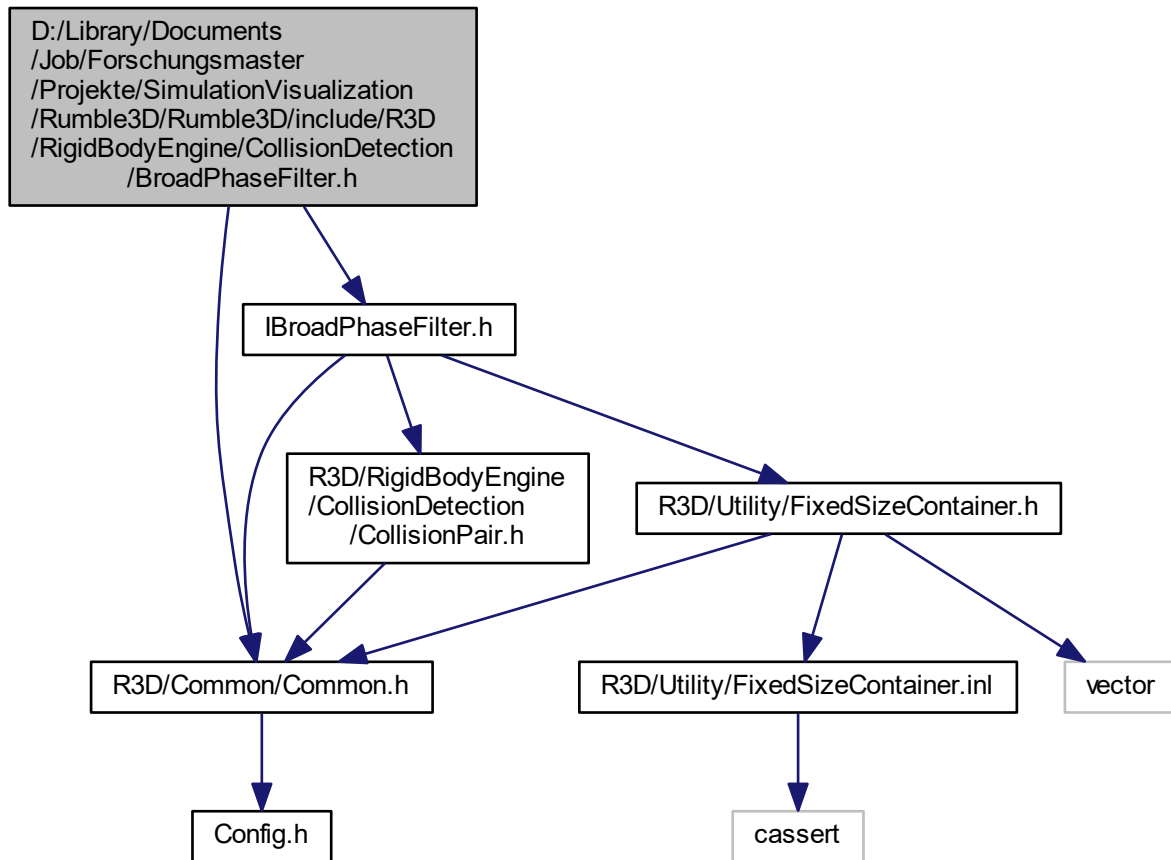 D:/Library/Documents
/Job/Forschungsmaster
/Projekte/SimulationVisualization
/Rumble3D/Rumble3D/include/R3D
/RigidBodyEngine/CollisionDetection
/BroadPhaseFilter.h
IBroadPhaseFilter.h
R3D/RigidBodyEngine
/CollisionDetection
/CollisionPair.h
R3D/Utility/FixedSizeContainer.h
R3D/Common/Common.h
R3D/Utility/FixedSizeContainer.inl
vector
Config.h
cassert